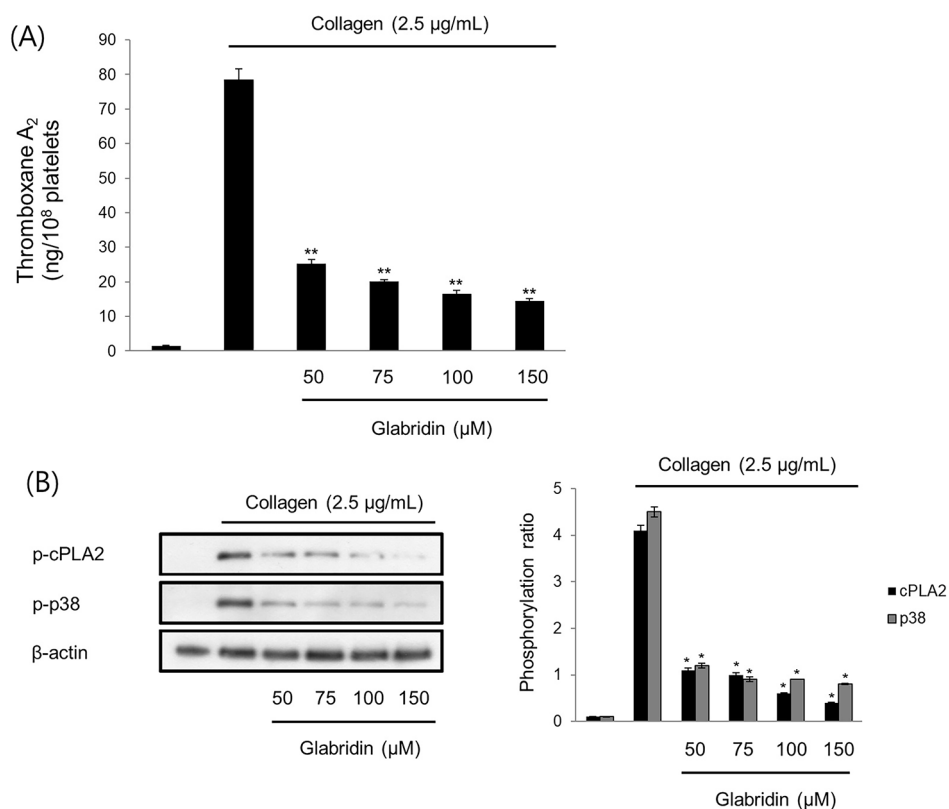 (A)
Collagen (2.5 µg/mL)
Thromboxane A2
(ng/10⁸ platelets
90
80
70
60
50
40
30
20
10
0
**
**
**
**
50 75 100 150
Glabridin (µM)
(B)
Collagen (2.5 µg/mL)
p-cPLA2
p-p38
β-actin
50 75 100 150
Glabridin (µM)
Collagen (2.5 µg/mL)
Phosphorylation ratio
5
4
3
2
1
0
* *
* *
* *
* *
cPLA2
p38
50 75 100 150
Glabridin (µM)